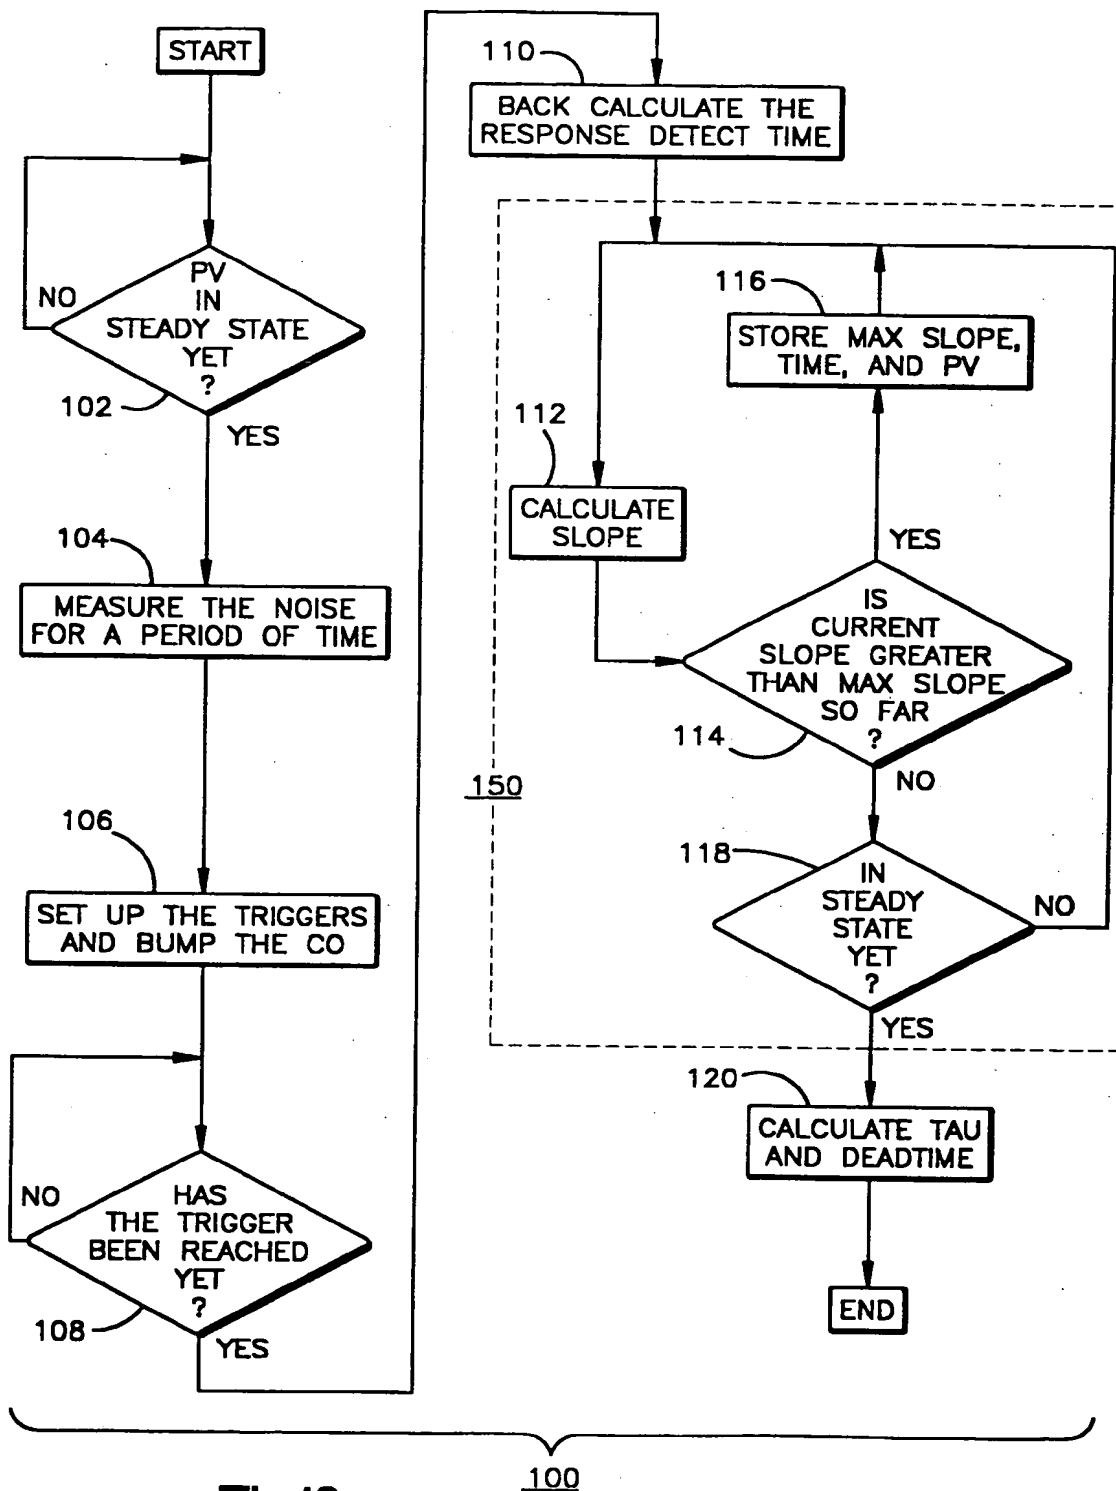 START
NO
PV
IN
STEADY STATE
YET
?
102
YES
104
MEASURE THE NOISE
FOR A PERIOD OF TIME
106
SET UP THE TRIGGERS
AND BUMP THE CO
NO
HAS
THE TRIGGER
BEEN REACHED
YET
?
108
YES
110
BACK CALCULATE THE
RESPONSE DETECT TIME
116
STORE MAX SLOPE,
TIME, AND PV
112
CALCULATE
SLOPE
YES
IS
CURRENT
SLOPE GREATER
THAN MAX SLOPE
SO FAR
?
114
NO
150
118
IN
STEADY
STATE
YET
?
NO
YES
120
CALCULATE TAU
AND DEADTIME
END
100